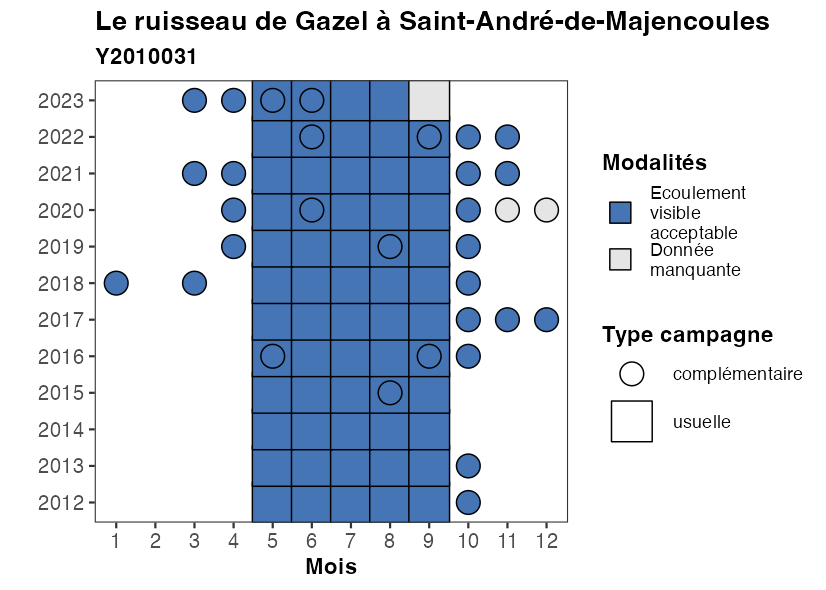 Le ruisseau de Gazel à Saint-André-de-Majencoules
Y2010031
2023
2022
2021
2020
2019
2018
2017
2016
2015
2014
2013
2012
1 2 3 4 5 6 7 8 9 10 11 12
Mois
Modalités
Ecoulement
visible
acceptable
Donnée
manquante
Type campagne
complémentaire
usuelle